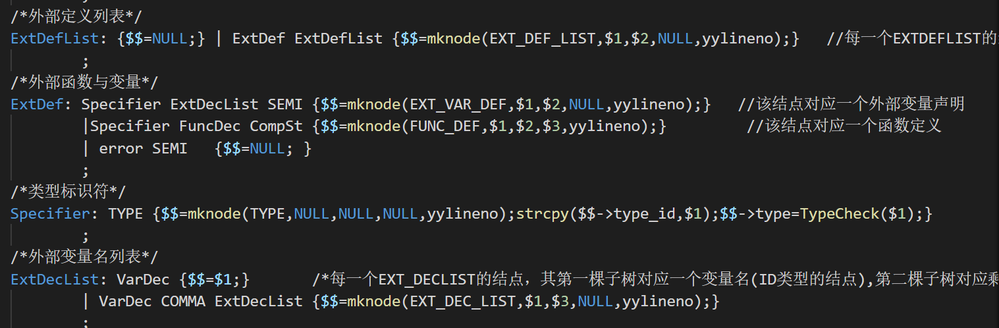 /*外部定义列表*/
ExtDefList: {$$=NULL;} | ExtDef ExtDefList {$$=mknode(EXT_DEF_LIST,$1,$2,NULL,yylineno);}   //每一个EXTDEFLIST的
;
/*外部函数与变量*/
ExtDef: Specifier ExtDecList SEMI {$$=mknode(EXT_VAR_DEF,$1,$2,NULL,yylineno);}   //该结点对应一个外部变量声明
|Specifier FuncDec CompSt {$$=mknode(FUNC_DEF,$1,$2,$3,yylineno);}         //该结点对应一个函数定义
| error SEMI   {$$=NULL; }
;
/*类型标识符*/
Specifier: TYPE {$$=mknode(TYPE,NULL,NULL,NULL,yylineno);strcpy($$->type_id,$1);$$->type=TypeCheck($1);}
;
/*外部变量名列表*/
ExtDecList: VarDec {$$=$1;}       /*每一个EXT_DECLIST的结点，其第一棵子树对应一个变量名(ID类型的结点),第二棵子树对应剩
| VarDec COMMA ExtDecList {$$=mknode(EXT_DEC_LIST,$1,$3,NULL,yylineno);}
;